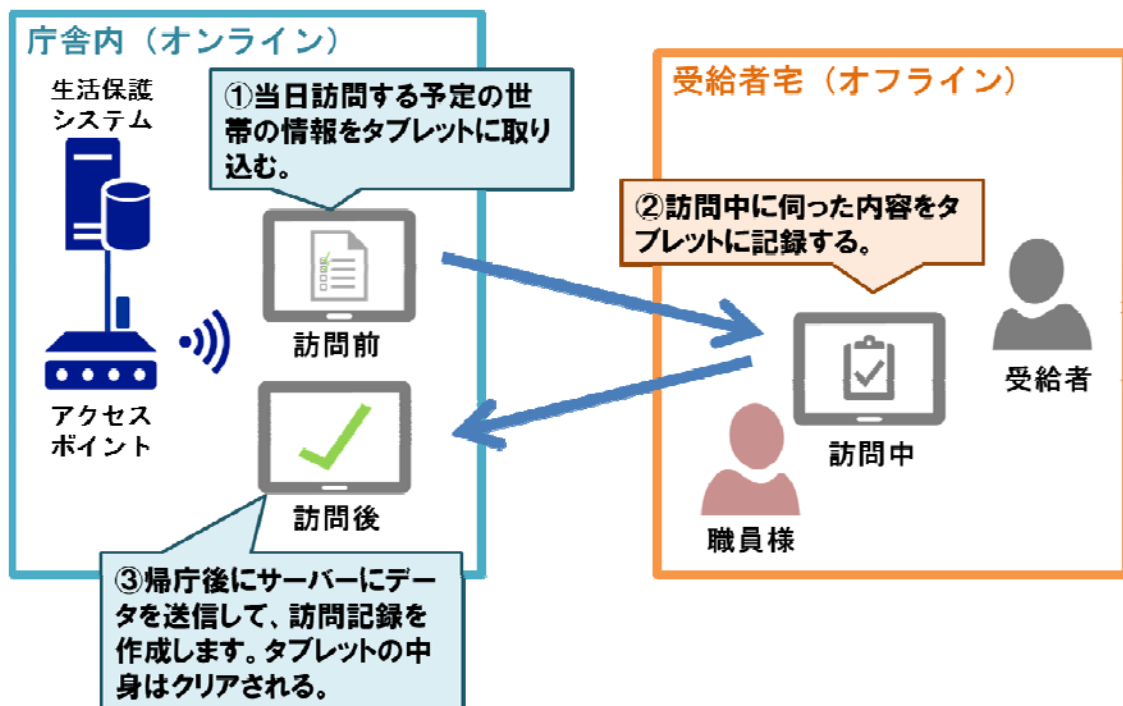 庁舎内（オンライン）
生活保護
システム
①当日訪問する予定の世
帯の情報をタブレットに取り
込む。
訪問前
アクセス
ポイント
訪問後
③帰庁後にサーバーにデー
タを送信して、訪問記録を
作成します。タブレットの中
身はクリアされる。
受給者宅（オフライン）
②訪問中に伺った内容をタ
ブレットに記録する。
受給者
訪問中
職員様